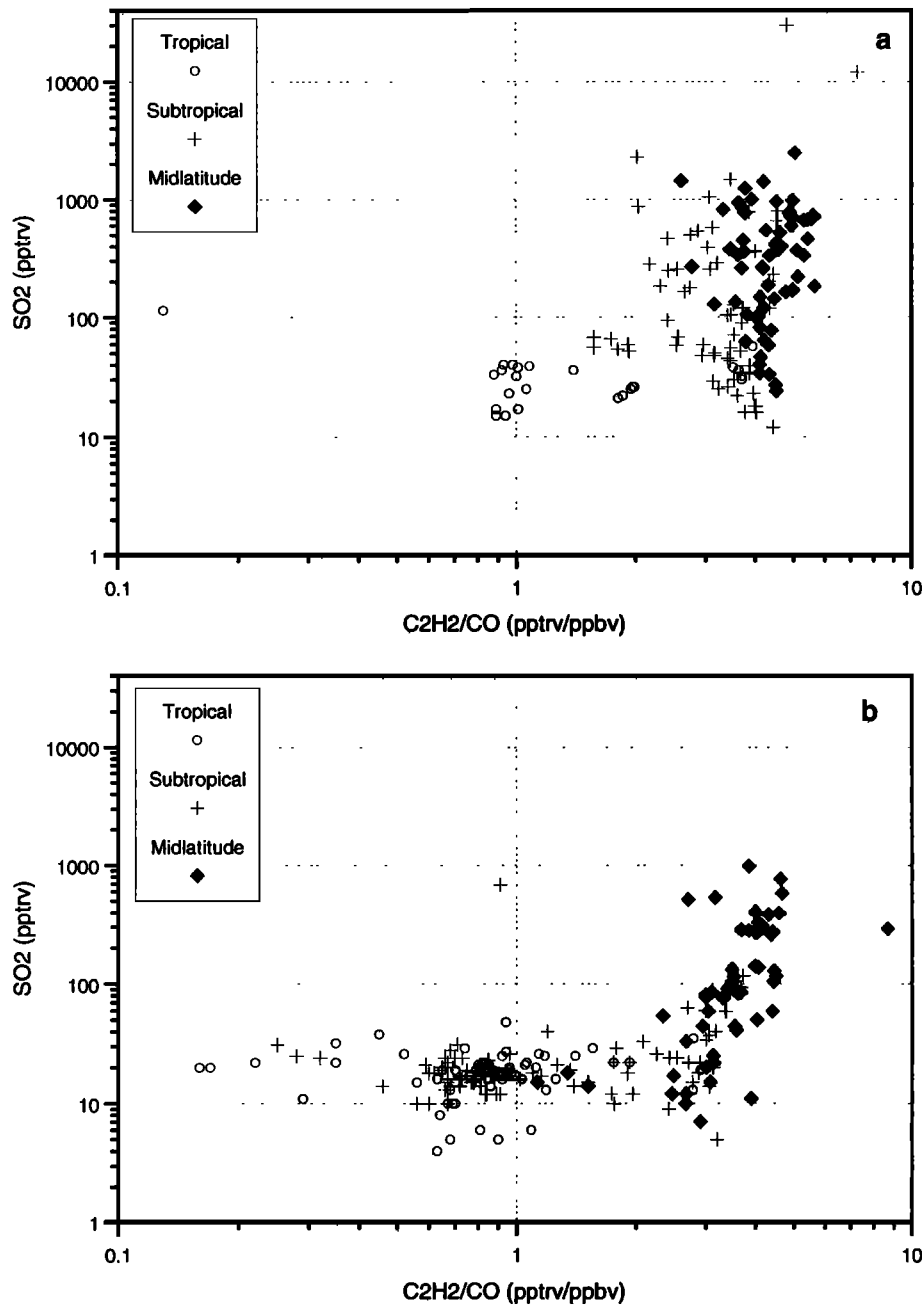 a
Tropical
Subtropical
Midlatitude
10000
1000
100
10
1
SO2 (pptrv)
0.1
1
10
C2H2/CO (pptrv/ppbv)
b
Tropical
Subtropical
Midlatitude
10000
1000
100
10
1
SO2 (pptrv)
0.1
1
10
C2H2/CO (pptrv/ppbv)